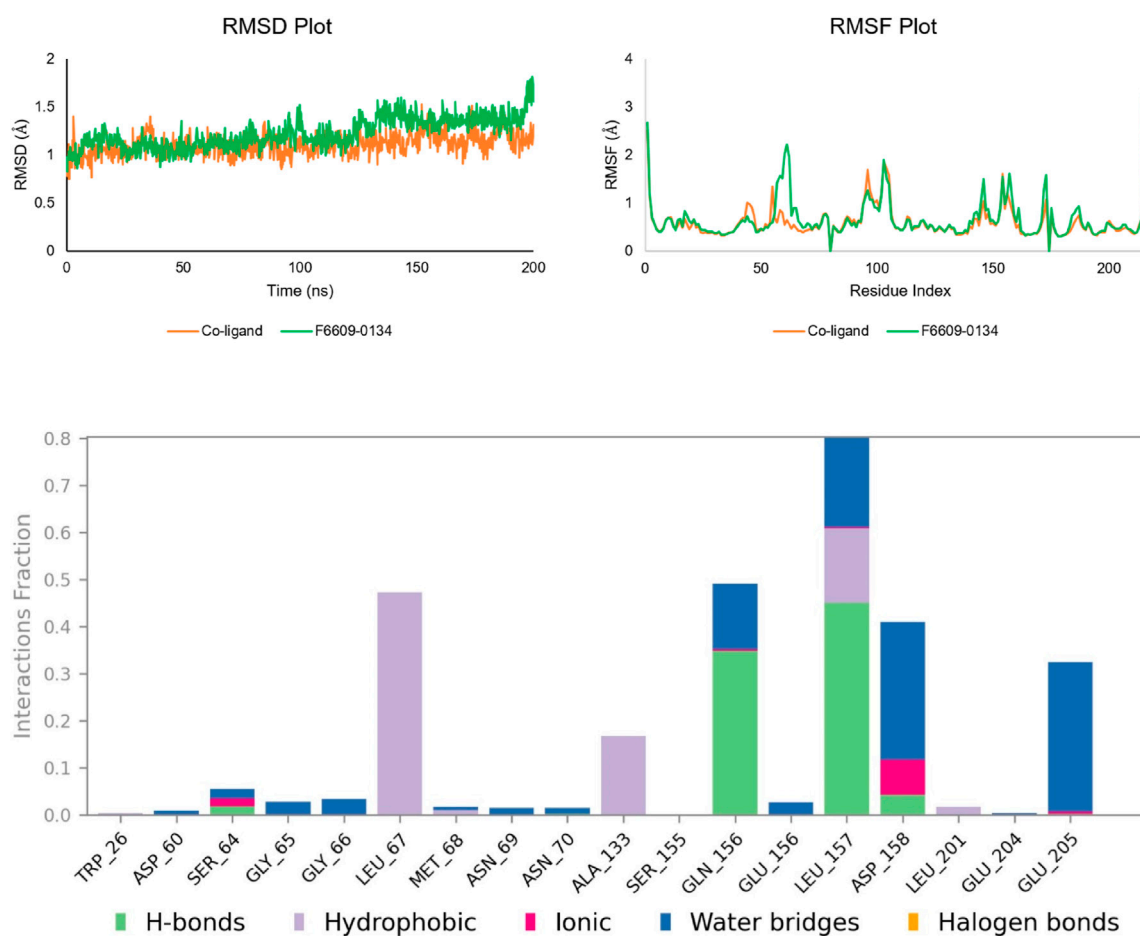 RMSD Plot
2
1.5
1
0.5
0
RMSD (Å)
0
50
100
150
200
Time (ns)
Co-ligand
F6609-0134
RMSF Plot
4
3
2
1
0
RMSF (Å)
0
50
100
150
200
Residue Index
Co-ligand
F6609-0134
0.8
0.7
0.6
0.5
0.4
0.3
0.2
0.1
0.0
Interactions Fraction
TRP_26
ASP_60
SER_64
GLY_65
GLY_66
LEU_67
MET_68
ASN_69
ASN_70
ALA_133
SER_155
GLN_156
GLU_156
LEU_157
ASP_158
LEU_201
GLU_204
GLU_205
H-bonds
Hydrophobic
Ionic
Water bridges
Halogen bonds